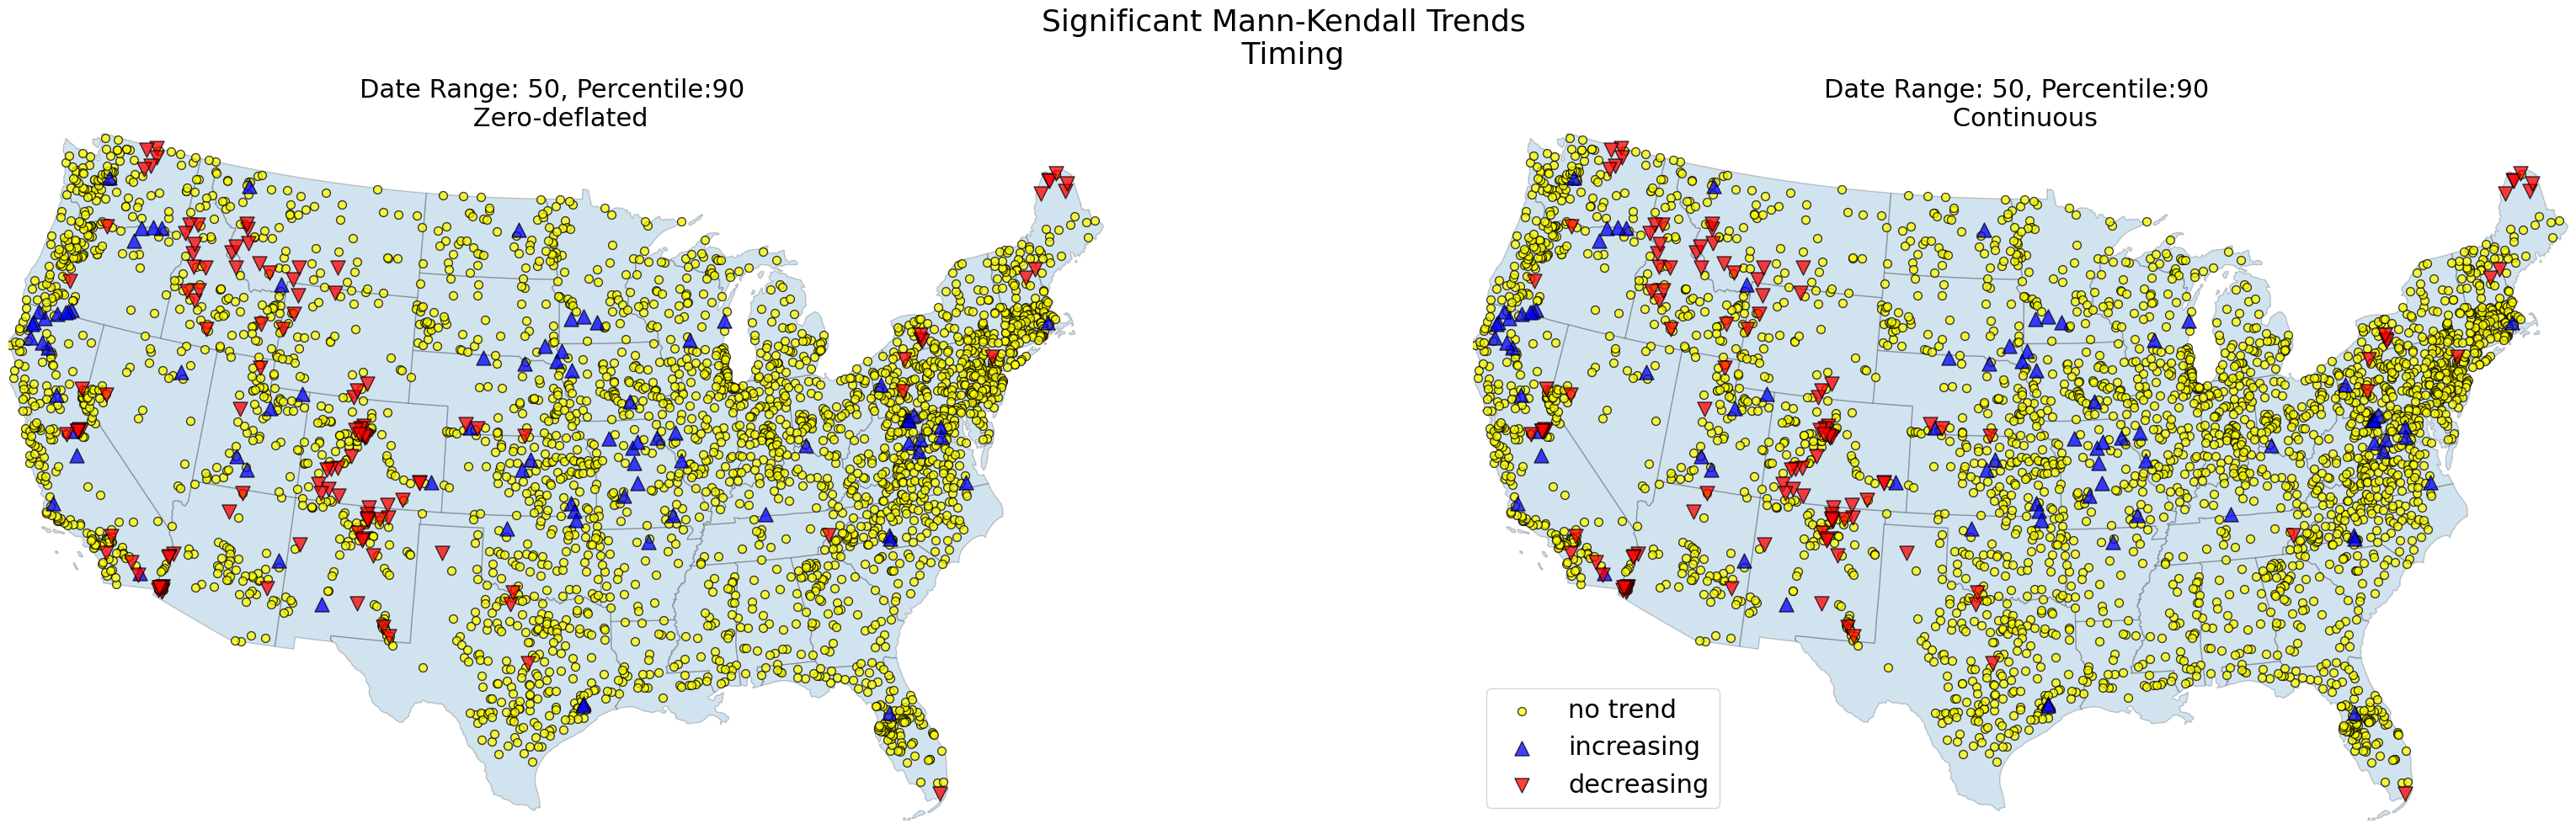 Significant Mann-Kendall Trends
Timing
Date Range: 50, Percentile:90
Zero-deflated
Date Range: 50, Percentile:90
Continuous
no trend
increasing
decreasing